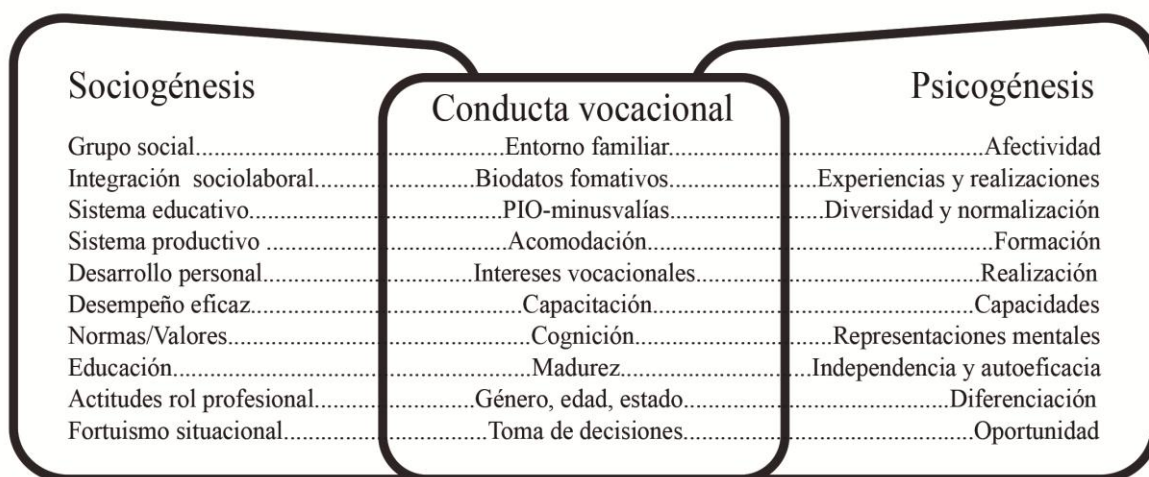 Sociogénesis Conducta vocacional Psicogénesis
Grupo social....................Entorno familiar....................Afectividad
Integración sociolaboral....................Biodatos fomativos....................Experiencias y realizaciones
Sistema educativo....................PIO-minusvalías....................Diversidad y normalización
Sistema productivo ....................Acomodación....................Formación
Desarrollo personal....................Intereses vocacionales....................Realización
Desempeño eficaz....................Capacitación....................Capacidades
Normas/Valores....................Cognición....................Representaciones mentales
Educación....................Madurez....................Independencia y autoeficacia
Actitudes rol profesional....................Género, edad, estado....................Diferenciación
Fortuismo situacional....................Toma de decisiones....................Oportunidad